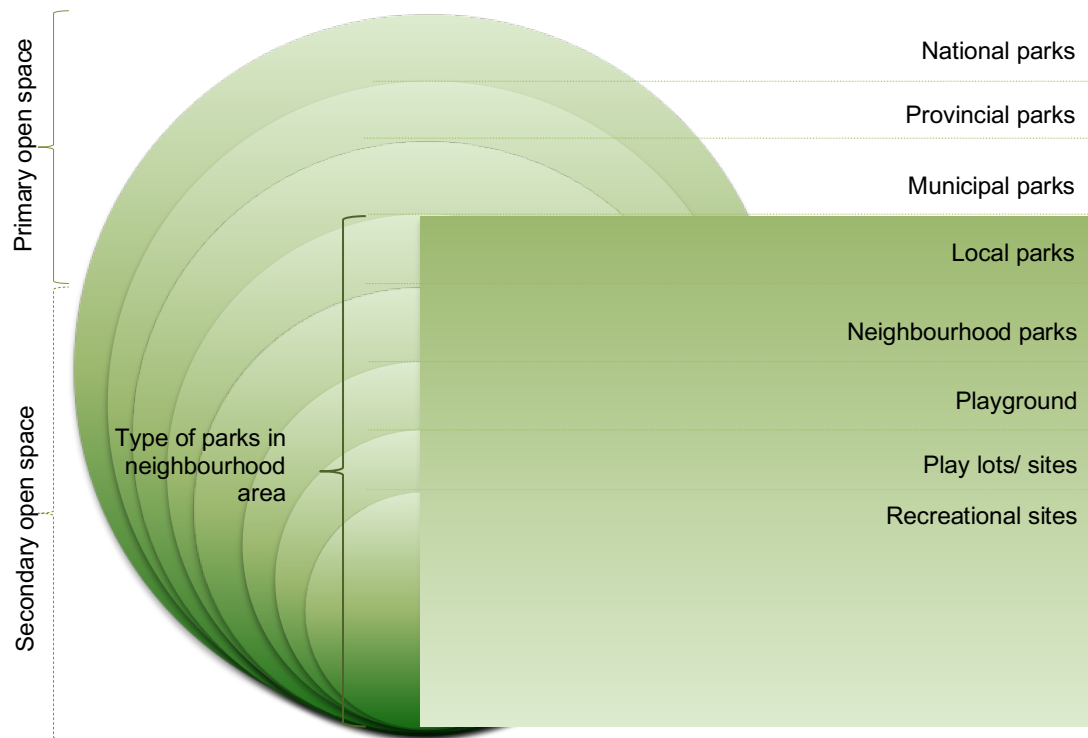 Primary open space
Secondary open space
Type of parks in
neighbourhood
area
National parks
Provincial parks
Municipal parks
Local parks
Neighbourhood parks
Playground
Play lots/ sites
Recreational sites